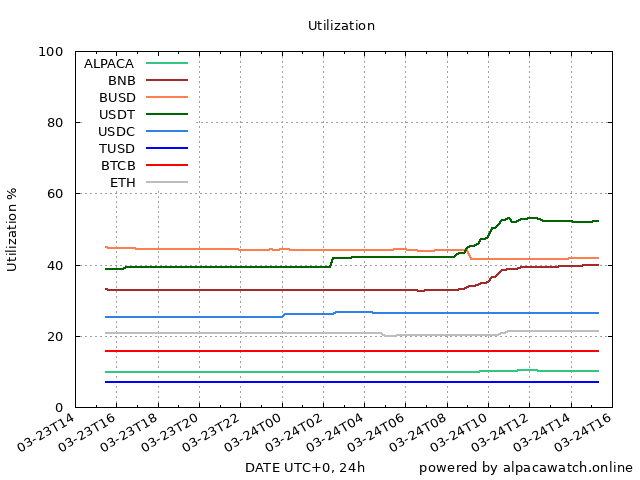 Utilization
100
80
60
40
20
0
Utilization %
ALPACA
BNB
BUSD
USDT
USDC
TUSD
BTCB
ETH
03-23T14
03-23T16
03-23T18
03-23T20
03-23T22
03-24T00
03-24T02
03-24T04
03-24T06
03-24T08
03-24T10
03-24T12
03-24T14
03-24T16
DATE UTC+0, 24h
powered by alpacawatch.online